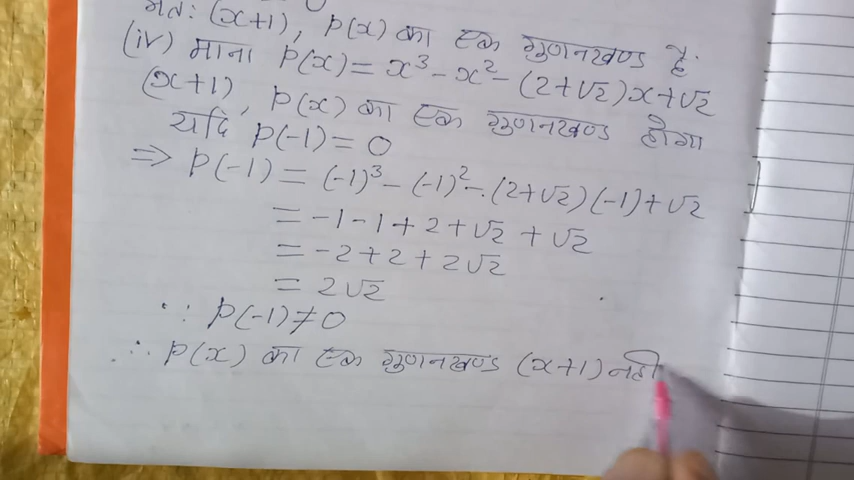 अतः (x+1), p(x) का एक गुणनखण्ड है.
(iv) माना p(x) = x³ - x² - (2+√2)x+√2
(x+1), p(x) का एक गुणनखण्ड होगा
यदि p(-1) = 0
⇒ p(-1) = (-1)³ - (-1)² - (2+√2)(-1)+√2
= -1 - 1 + 2 + √2 + √2
= -2 + 2 + 2√2
= 2√2
∵ p(-1) ≠ 0
∴ p(x) का एक गुणनखण्ड (x+1) नही